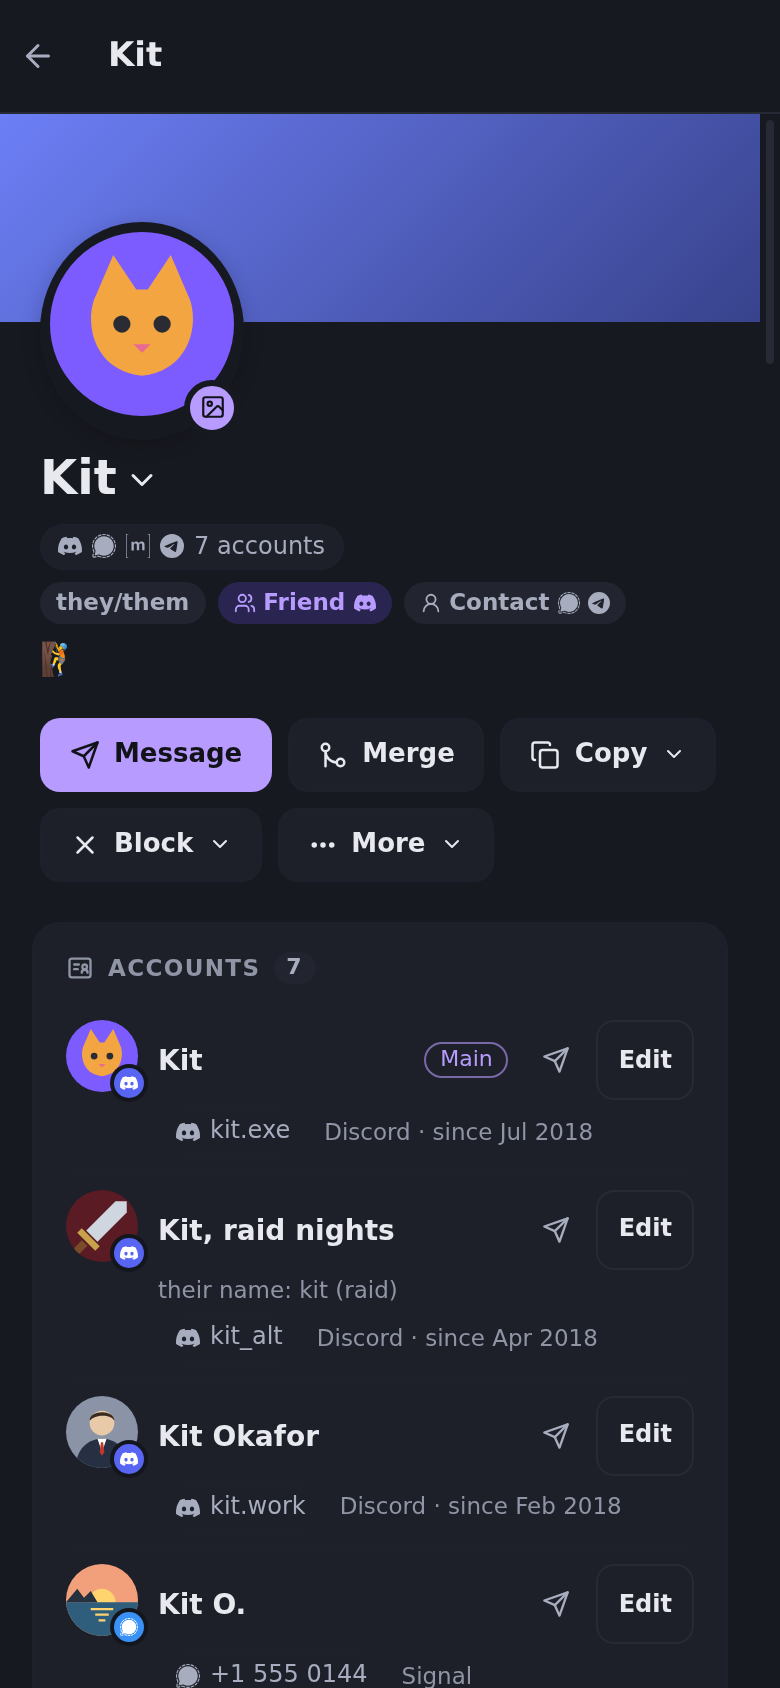 Kit
Kit
[m] 7 accounts
they/them Friend Contact
Message Merge Copy
Block More
ACCOUNTS 7
Kit Main Edit
kit.exe Discord · since Jul 2018
Kit, raid nights Edit
their name: kit (raid)
kit_alt Discord · since Apr 2018
Kit Okafor Edit
kit.work Discord · since Feb 2018
Kit O. Edit
+1 555 0144 Signal